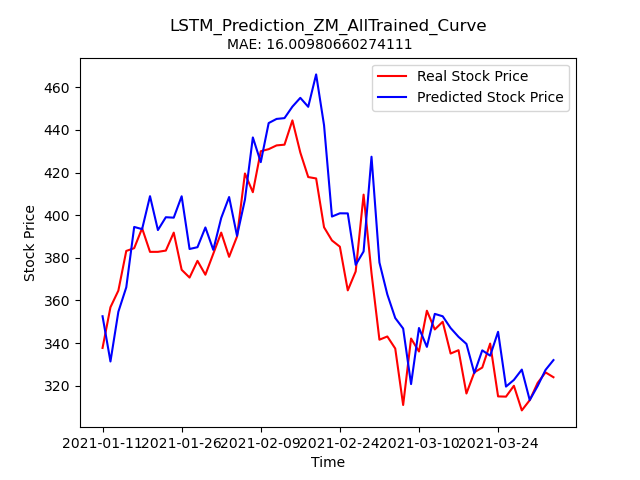 LSTM_Prediction_ZM_AllTrained_Curve
MAE: 16.00980660274111
Real Stock Price
Predicted Stock Price
Stock Price
460
440
420
400
380
360
340
320
2021-01-11 2021-01-26 2021-02-09 2021-02-24 2021-03-10 2021-03-24
Time